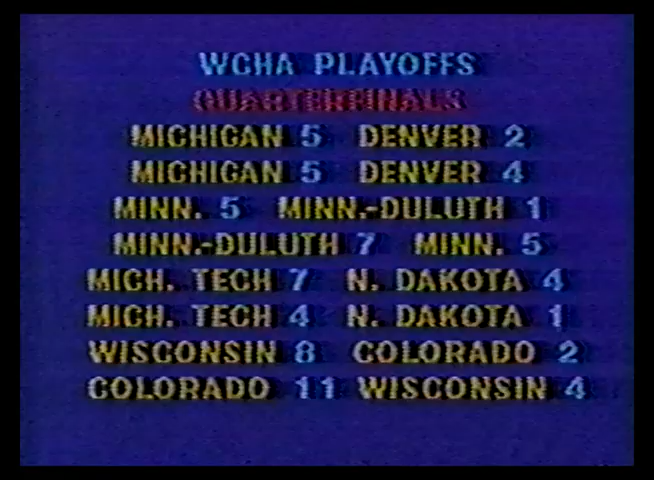 WCHA PLAYOFFS
QUARTERFINALS
MICHIGAN 5 DENVER 2
MICHIGAN 5 DENVER 4
MINN. 5 MINN.-DULUTH 1
MINN.-DULUTH 7 MINN. 5
MICH. TECH 7 N. DAKOTA 4
MICH. TECH 4 N. DAKOTA 1
WISCONSIN 8 COLORADO 2
COLORADO 11 WISCONSIN 4